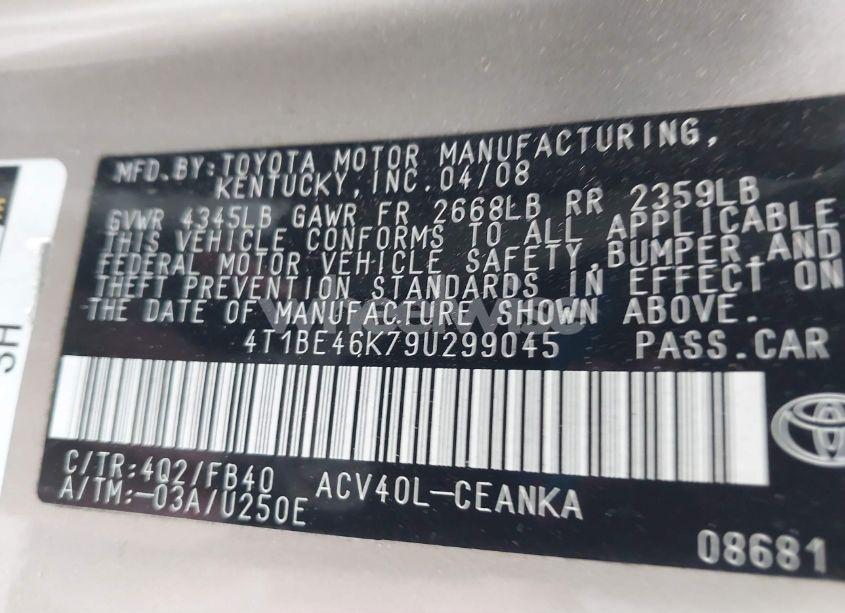 MFD.BY:TOYOTA MOTOR MANUFACTURING,
KENTUCKY,INC.04/08
GVWR 4345LB GAWR FR 2668LB RR 2359LB
THIS VEHICLE CONFORMS TO ALL APPLICABLE
FEDERAL MOTOR VEHICLE SAFETY,BUMPER,AND
THEFT PREVENTION STANDARDS IN EFFECT ON
THE DATE OF MANUFACTURE SHOWN ABOVE.
4T1BE46K79U299045 PASS.CAR
C/TR:4Q2/FB40
A/TM:-03A/U250E ACV40L-CEANKA
08681
SH